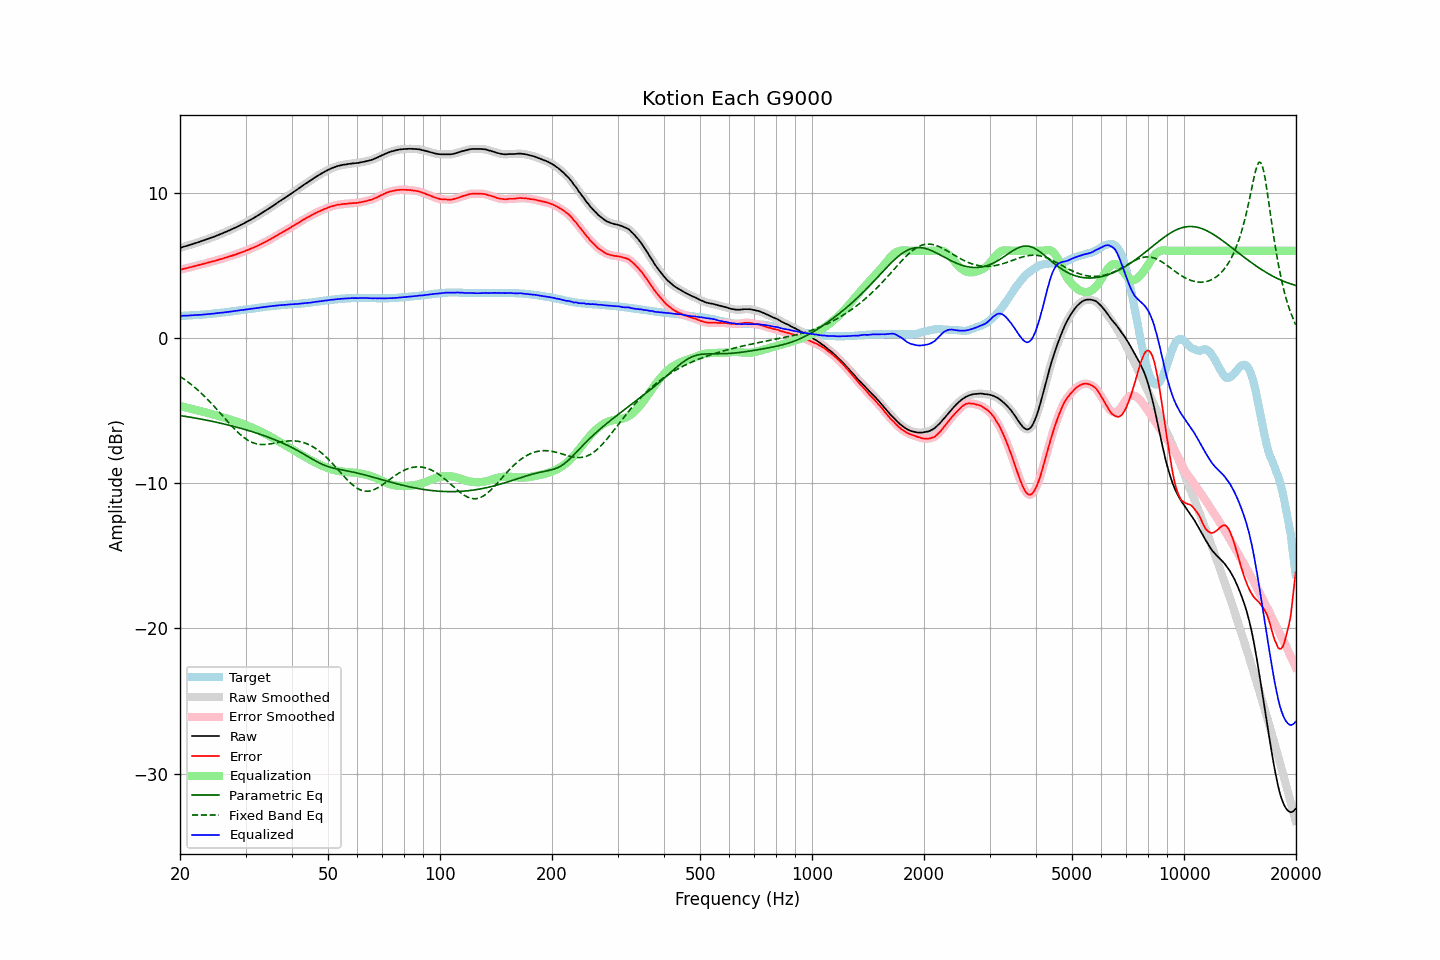 Kotion Each G9000
10
0
−10
−20
−30
Amplitude (dBr)
Target
Raw Smoothed
Error Smoothed
Raw
Error
Equalization
Parametric Eq
Fixed Band Eq
Equalized
20 50 100 200 500 1000 2000 5000 10000 20000
Frequency (Hz)